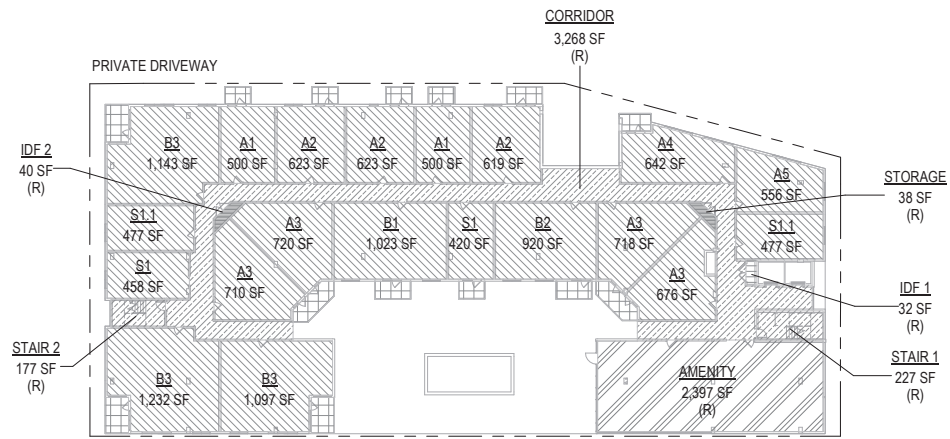 CORRIDOR
3,268 SF
(R)
PRIVATE DRIVEWAY
IDF 2
40 SF
(R)
B3
1,143 SF
A1
500 SF
A2
623 SF
A2
623 SF
A1
500 SF
A2
619 SF
A4
642 SF
A5
556 SF
STORAGE
38 SF
(R)
S1.1
477 SF
A3
720 SF
B1
1,023 SF
S1
420 SF
B2
920 SF
A3
718 SF
S1.1
477 SF
S1
458 SF
A3
710 SF
A3
676 SF
IDF 1
32 SF
(R)
STAIR 2
177 SF
(R)
STAIR 1
227 SF
(R)
B3
1,232 SF
B3
1,097 SF
AMENITY
2,397 SF
(R)